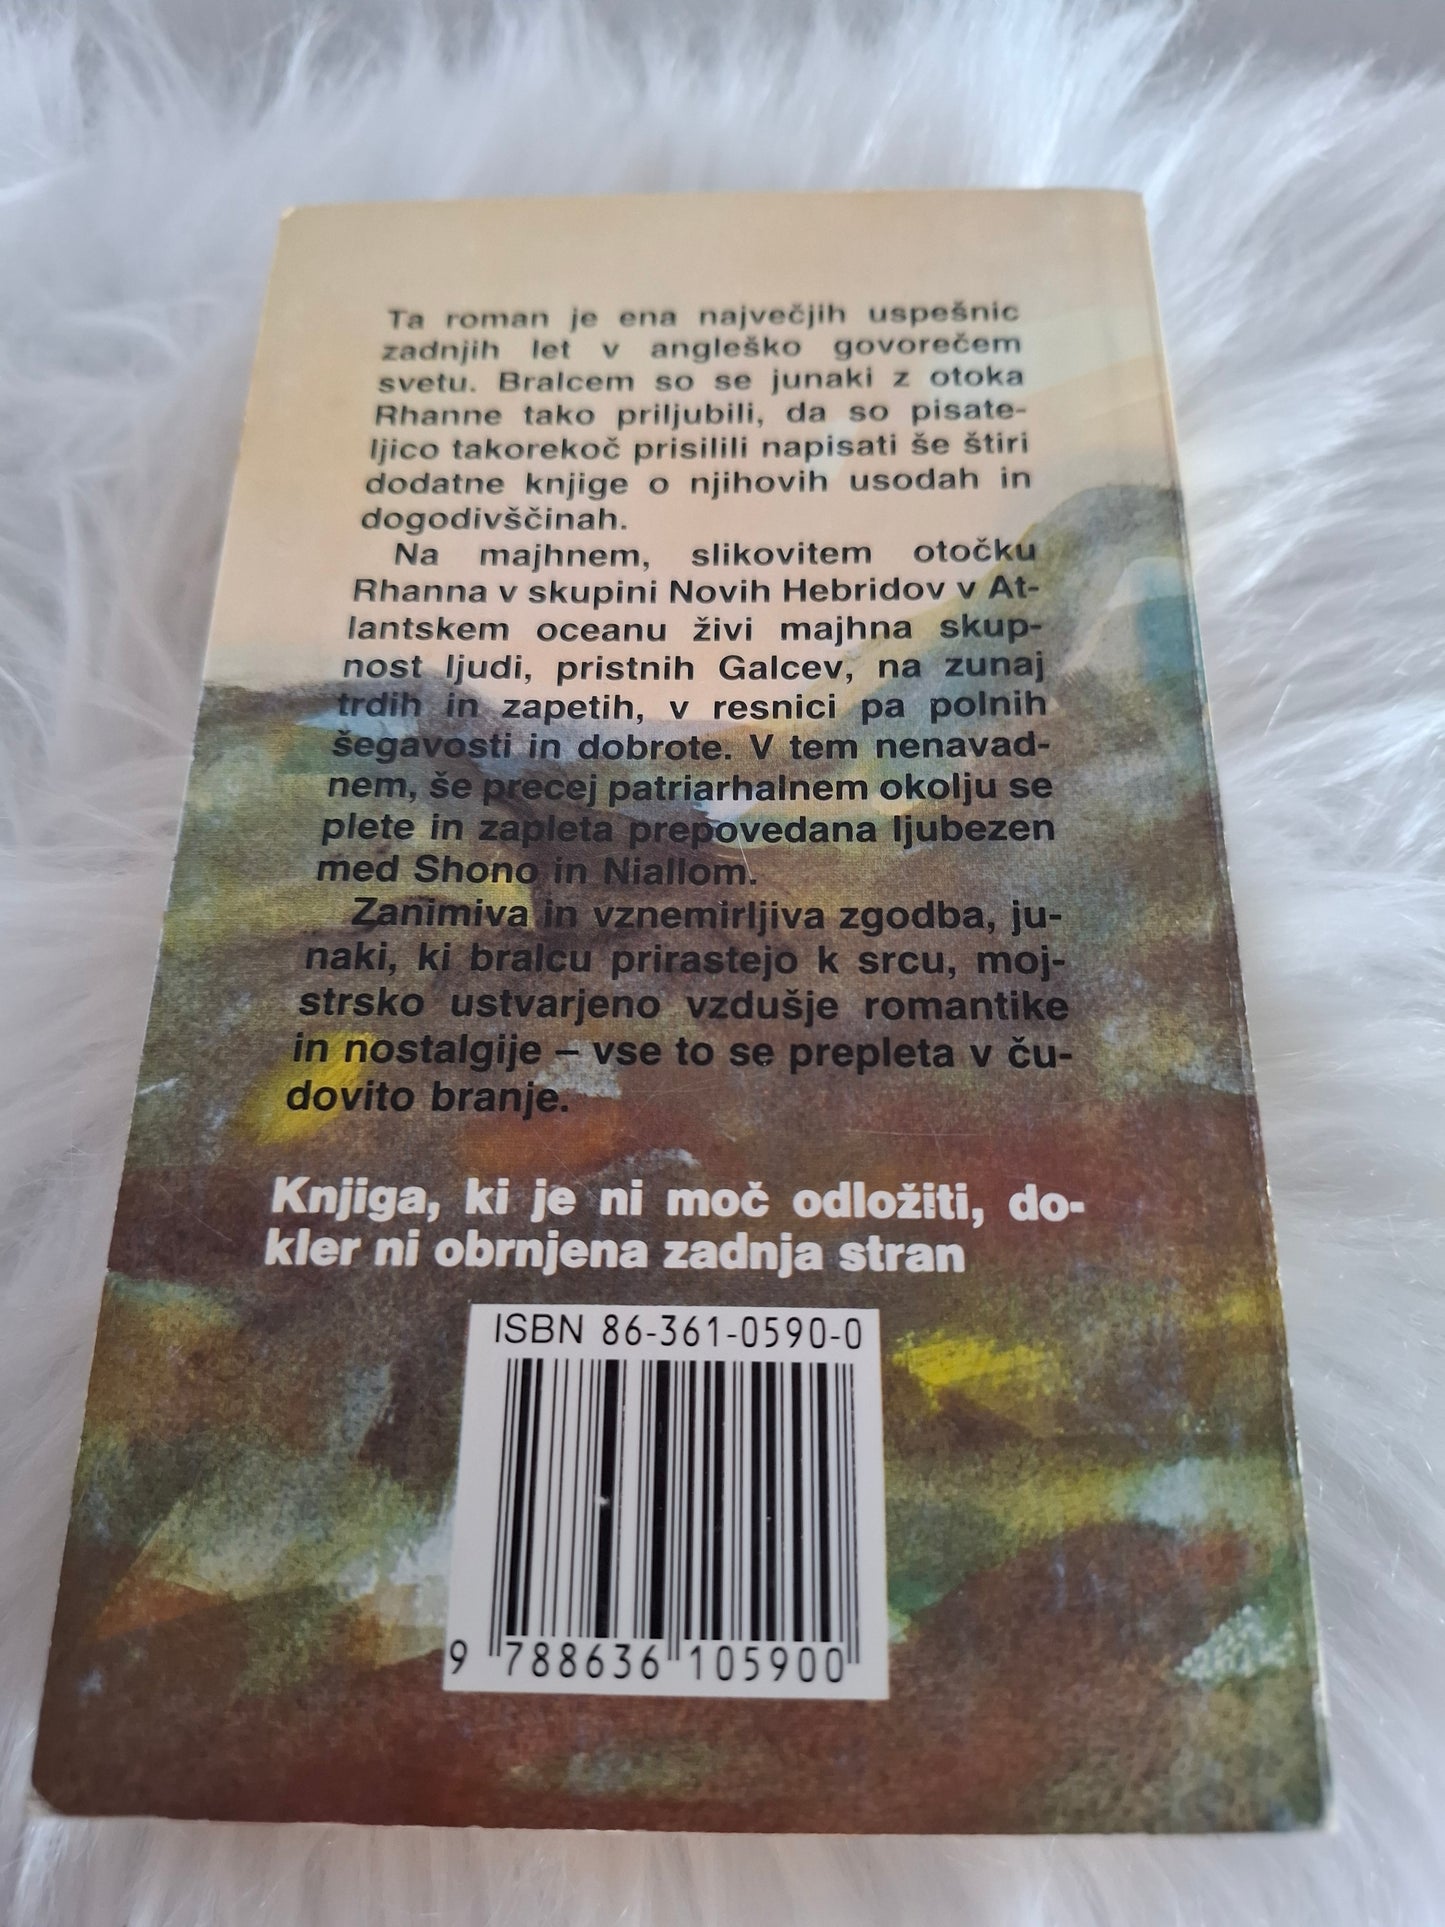 Ta roman je ena največjih uspešnic
zadnjih let v angleško govorečem
svetu. Bralcem so se junaki z otoka
Rhanne tako priljubili, da so pisate-
ljico takorekoč prisilili napisati še štiri
dodatne knjige o njihovih usodah in
dogodivščinah.
Na majhnem, slikovitem otočku
Rhanna v skupini Novih Hebridov v At-
lantskem oceanu živi majhna skup-
nost ljudi, pristnih Galcev, na zunaj
trdih in zapetih, v resnici pa polnih
šegavosti in dobrote. V tem nenavad-
nem, še precej patriarhalnem okolju se
plete in zapleta prepovedana ljubezen
med Shono in Niallom.
Zanimiva in vznemirljiva zgodba, ju-
naki, ki bralcu prirastejo k srcu, moj-
strsko ustvarjeno vzdušje romantike
in nostalgije – vse to se prepleta v ču-
dovito branje.
Knjiga, ki je ni moč odložiti, do-
kler ni obrnjena zadnja stran
ISBN 86-361-0590-0
9 788636 105900